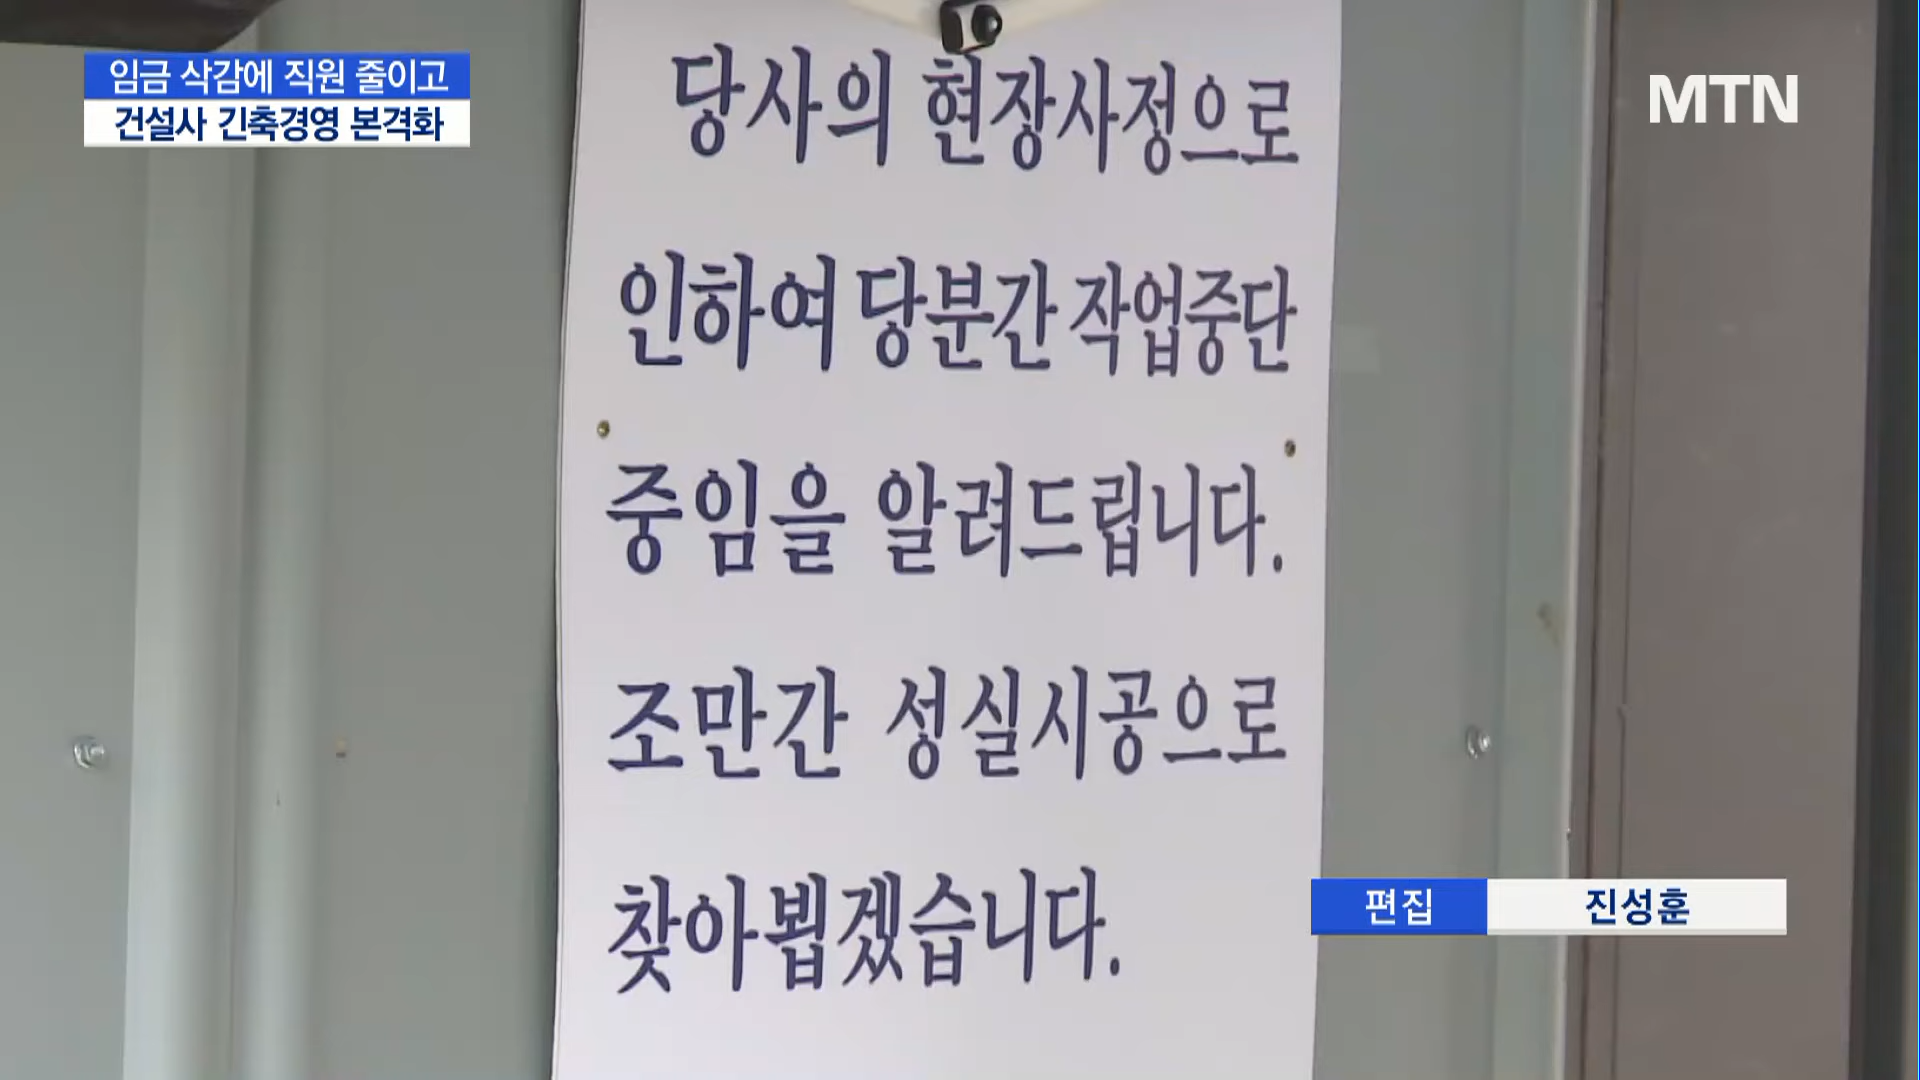 임금 삭감에 직원 줄이고
건설사 긴축경영 본격화
MTN
당사의 현장사정으로
인하여 당분간 작업중단
중임을 알려드립니다.
조만간 성실시공으로
찾아뵙겠습니다.
편집 진성훈